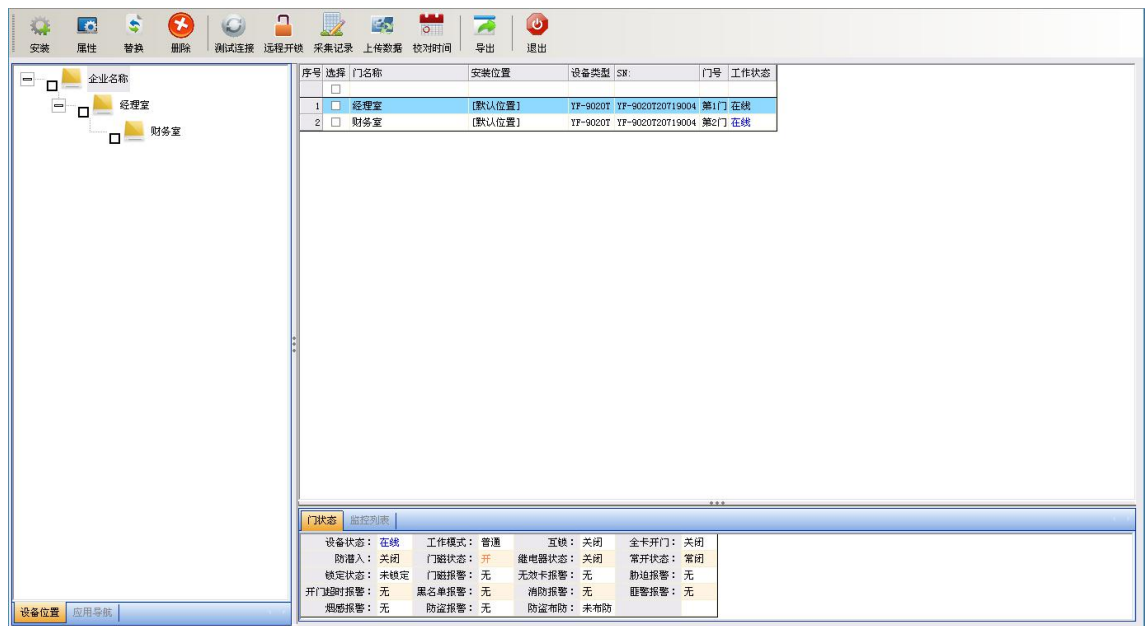 安装 属性 替换 删除 测试连接 远程开锁 采集记录 上传数据 校对时间 导出 退出
企业名称
经理室
财务室
序号 选择 门名称 安装位置 设备类型 SN: 门号 工作状态
1 经理室 [默认位置] YF-9020T YF-9020T20719004 第1门 在线
2 财务室 [默认位置] YF-9020T YF-9020T20719004 第2门 在线
门状态 监控列表
设备状态： 在线 工作模式： 普通 互锁： 关闭 全卡开门： 关闭
防潜入： 关闭 门磁状态： 开 继电器状态： 关闭 常开状态： 常闭
锁定状态： 未锁定 门磁报警： 无 无效卡报警： 无 胁迫报警： 无
开门超时报警： 无 黑名单报警： 无 消防报警： 无 匪警报警： 无
烟感报警： 无 防盗报警： 无 防盗布防： 未布防
设备位置 应用导航